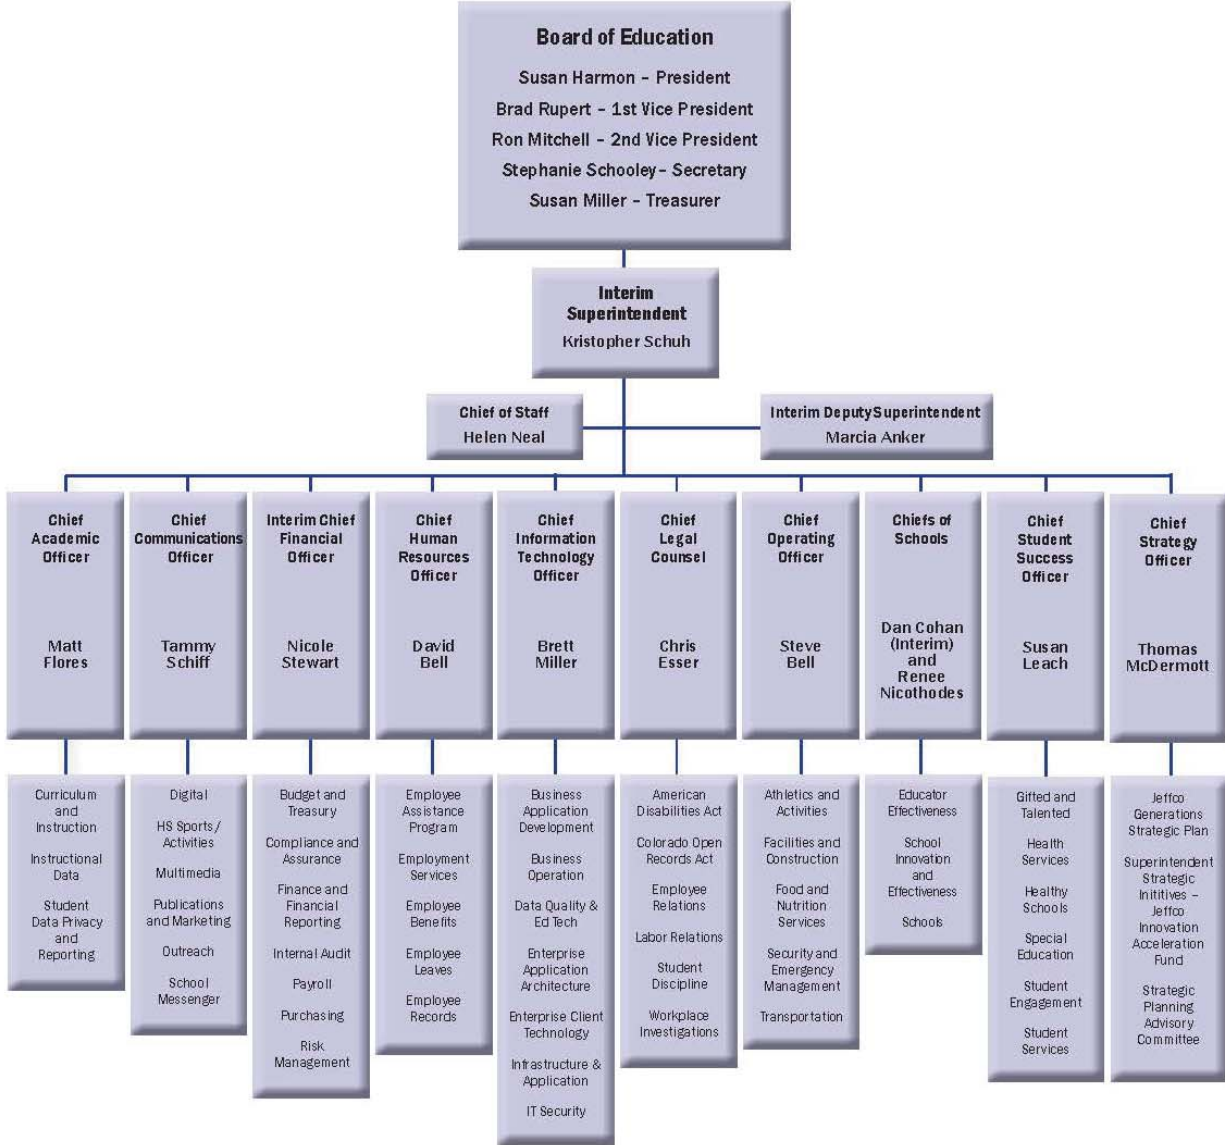 Board of Education
Susan Harmon – President
Brad Rupert – 1st Vice President
Ron Mitchell – 2nd Vice President
Stephanie Schooley – Secretary
Susan Miller – Treasurer
Interim
Superintendent
Kristopher Schuh
Chief of Staff
Helen Neal
Interim Deputy Superintendent
Marcia Anker
Chief
Academic
Officer
Matt
Flores
Chief
Communications
Officer
Tammy
Schiff
Interim Chief
Financial
Officer
Nicole
Stewart
Chief
Human
Resources
Officer
David
Bell
Chief
Information
Technology
Officer
Brett
Miller
Chief
Legal
Counsel
Chris
Esser
Chief
Operating
Officer
Steve
Bell
Chiefs of
Schools
Dan Cohan
(Interim)
and
Renee
Nicothodes
Chief
Student
Success
Officer
Susan
Leach
Chief
Strategy
Officer
Thomas
McDermott
Curriculum
and
Instruction
Instructional
Data
Student
Data Privacy
and
Reporting
Digital
HS Sports /
Activities
Multimedia
Publications
and Marketing
Outreach
School
Messenger
Budget and
Treasury
Compliance and
Assurance
Finance and
Financial
Reporting
Internal Audit
Payroll
Purchasing
Risk
Management
Employee
Assistance
Program
Employment
Services
Employee
Benefits
Employee
Leaves
Employee
Records
Business
Application
Development
Business
Operation
Data Quality &
Ed Tech
Enterprise
Application
Architecture
Enterprise Client
Technology
Infrastructure &
Application
IT Security
American
Disabilities Act
Colorado Open
Records Act
Employee
Relations
Labor Relations
Student
Discipline
Workplace
Investigations
Athletics and
Activities
Facilities and
Construction
Food and
Nutrition
Services
Security and
Emergency
Management
Transportation
Educator
Effectiveness
School
Innovation
and
Effectiveness
Schools
Gifted and
Talented
Health
Services
Healthy
Schools
Special
Education
Student
Engagement
Student
Services
Jeffco
Generations
Strategic Plan
Superintendent
Strategic
Inititives –
Jeffco
Innovation
Acceleration
Fund
Strategic
Planning
Advisory
Committee